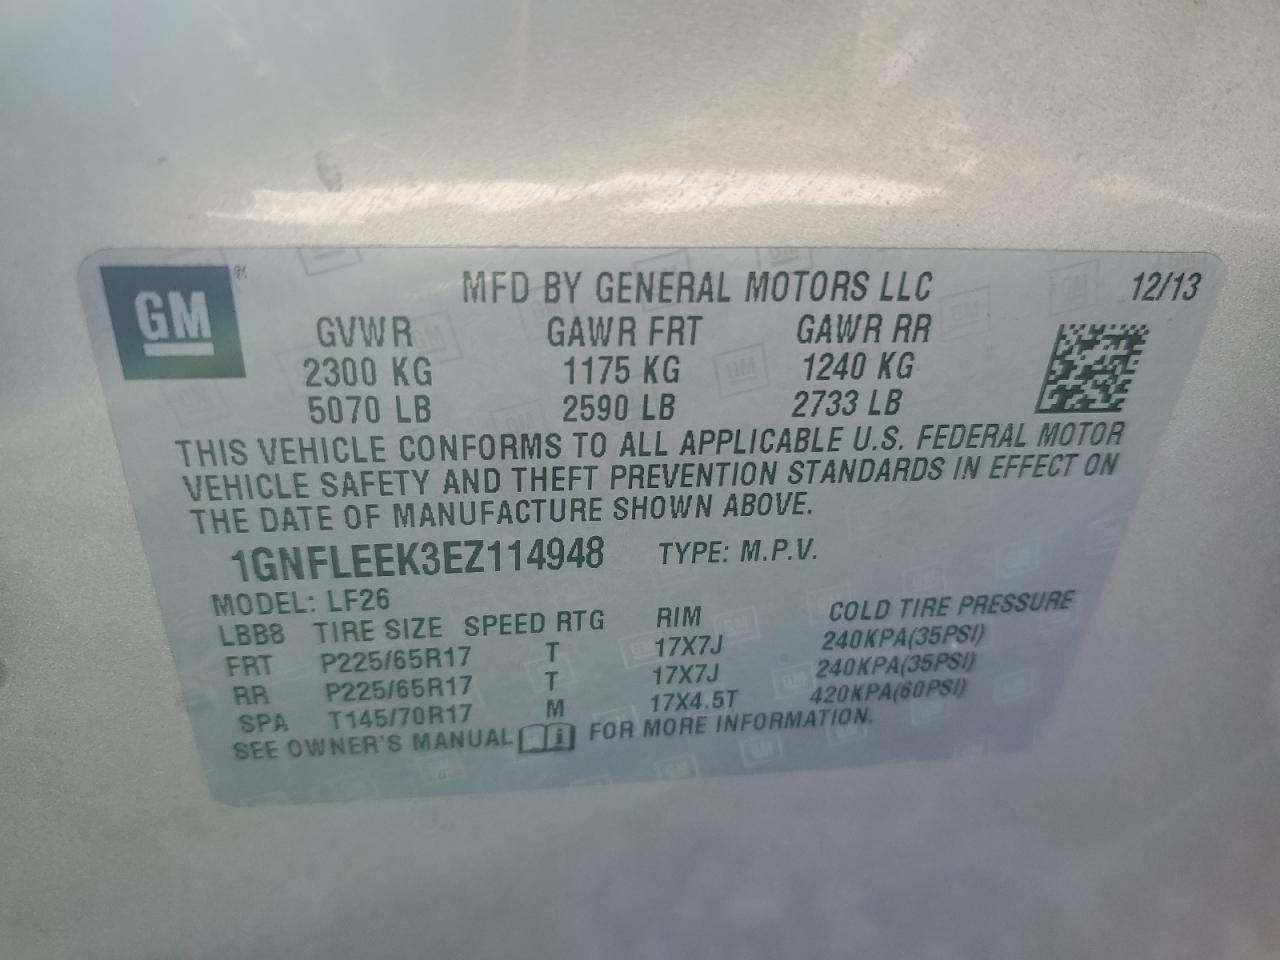 GM ®
MFD BY GENERAL MOTORS LLC 12/13
GVWR GAWR FRT GAWR RR
2300 KG 1175 KG 1240 KG
5070 LB 2590 LB 2733 LB
THIS VEHICLE CONFORMS TO ALL APPLICABLE U.S. FEDERAL MOTOR
VEHICLE SAFETY AND THEFT PREVENTION STANDARDS IN EFFECT ON
THE DATE OF MANUFACTURE SHOWN ABOVE.
1GNFLEEK3EZ114948 TYPE: M.P.V.
MODEL: LF26
LBB8 TIRE SIZE SPEED RTG RIM COLD TIRE PRESSURE
FRT P225/65R17 T 17X7J 240KPA(35PSI)
RR P225/65R17 T 17X7J 240KPA(35PSI)
SPA T145/70R17 M 17X4.5T 420KPA(60PSI)
SEE OWNER'S MANUAL i FOR MORE INFORMATION.